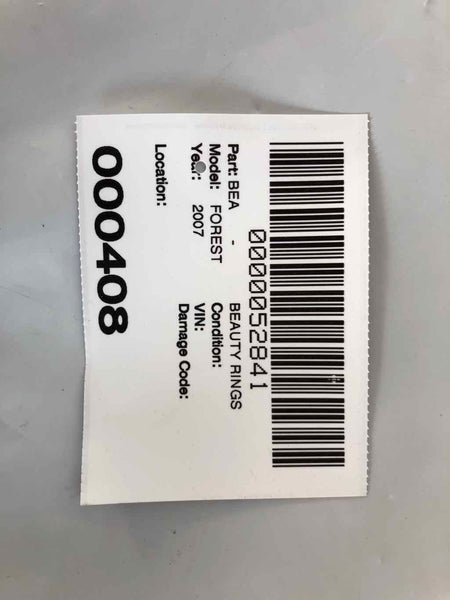 0000052841
Part: BEA - BEAUTY RINGS
Model: FOREST Condition:
Year: 2007 VIN:
Damage Code:
Location:
000408